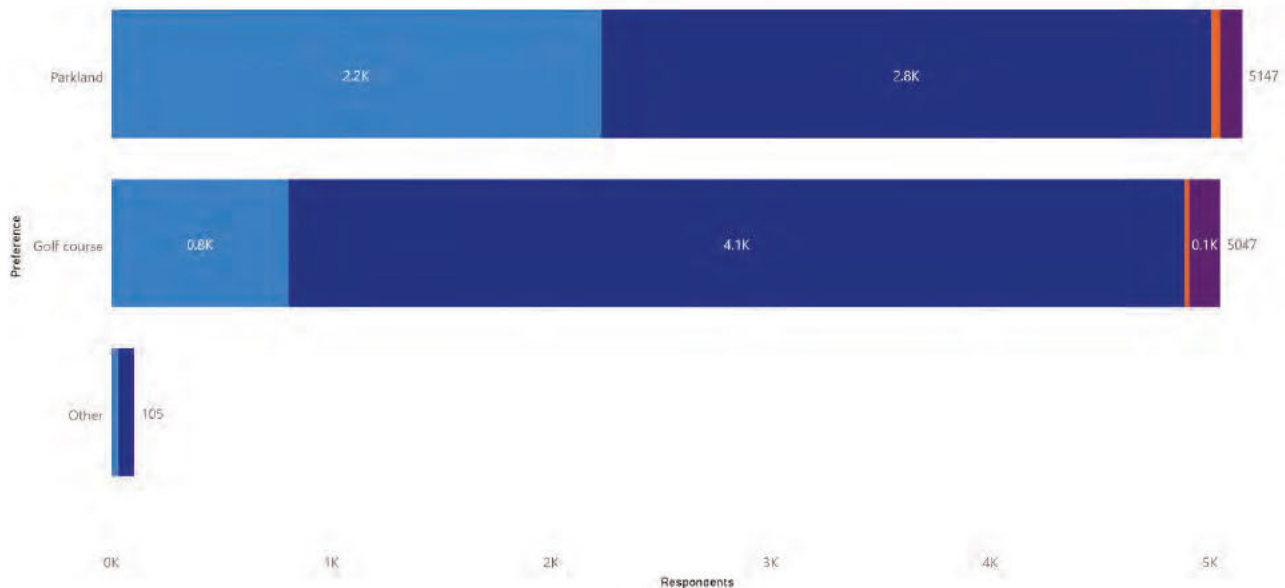 Parkland
2.2K
2.8K
5147
Preference
Golf course
0.8K
4.1K
0.1K
5047
Other
105
0K
1K
2K
3K
4K
5K
Respondents